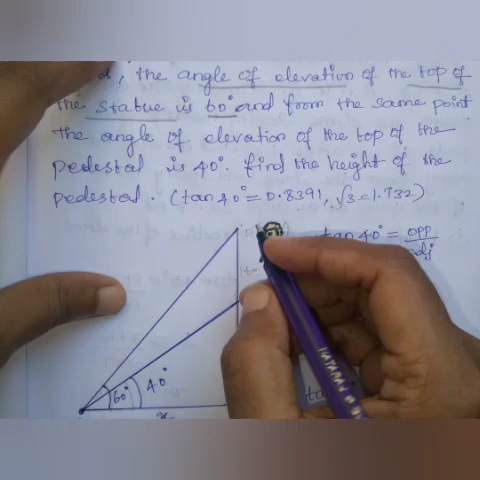 the angle of elevation of the top of
the statue is 60° and from the same point
the angle of elevation of the top of the
pedestal is 40°. find the height of the
pedestal. (tan40°=0.8391, √3=1.732)
tan 40° = opp
60°
40°
x
NATARAJ